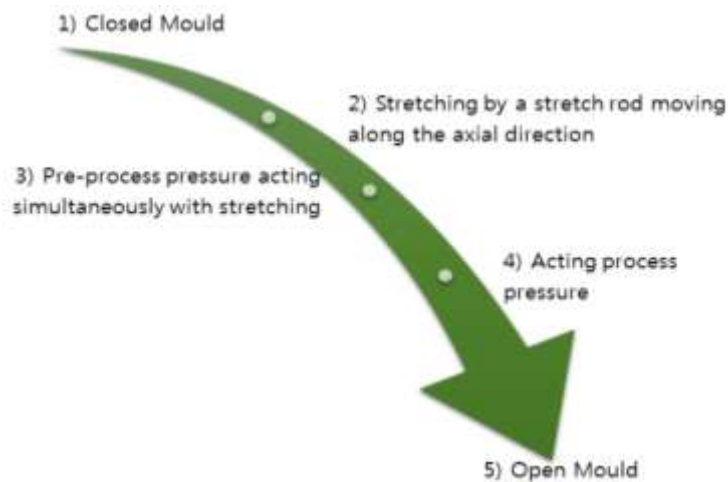 1) Closed Mould
2) Stretching by a stretch rod moving
along the axial direction
3) Pre-process pressure acting
simultaneously with stretching
4) Acting process
pressure
5) Open Mould